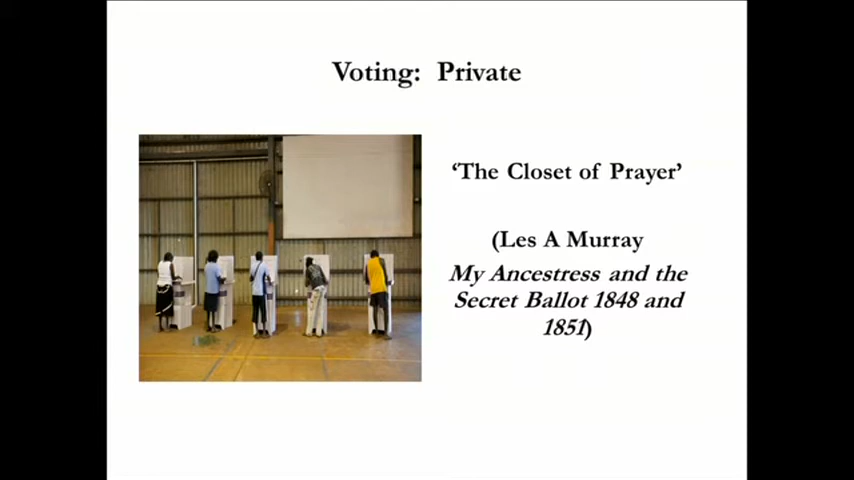 Voting: Private
‘The Closet of Prayer’
(Les A Murray
My Ancestress and the
Secret Ballot 1848 and
1851)